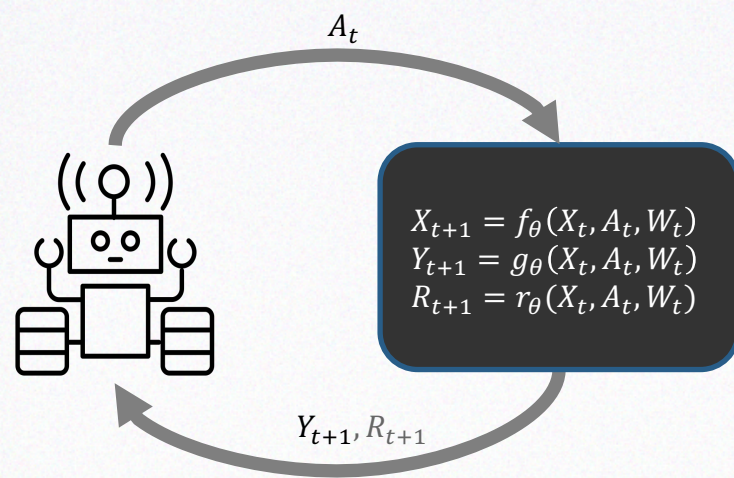 A_t
X_{t+1} = f_θ(X_t, A_t, W_t)
Y_{t+1} = g_θ(X_t, A_t, W_t)
R_{t+1} = r_θ(X_t, A_t, W_t)
Y_{t+1}, R_{t+1}